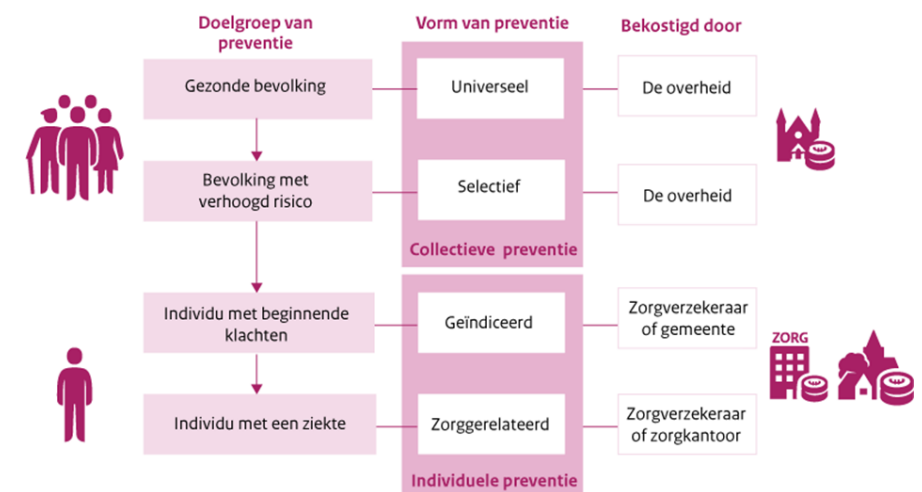 Doelgroep van
preventie
Vorm van preventie
Bekostigd door
Gezonde bevolking
Universeel
De overheid
Bevolking met
verhoogd risico
Selectief
De overheid
Collectieve preventie
Individu met beginnende
klachten
Geïndiceerd
Zorgverzekeraar
of gemeente
ZORG
Individu met een ziekte
Zorggerelateerd
Zorgverzekeraar
of zorgkantoor
Individuele preventie